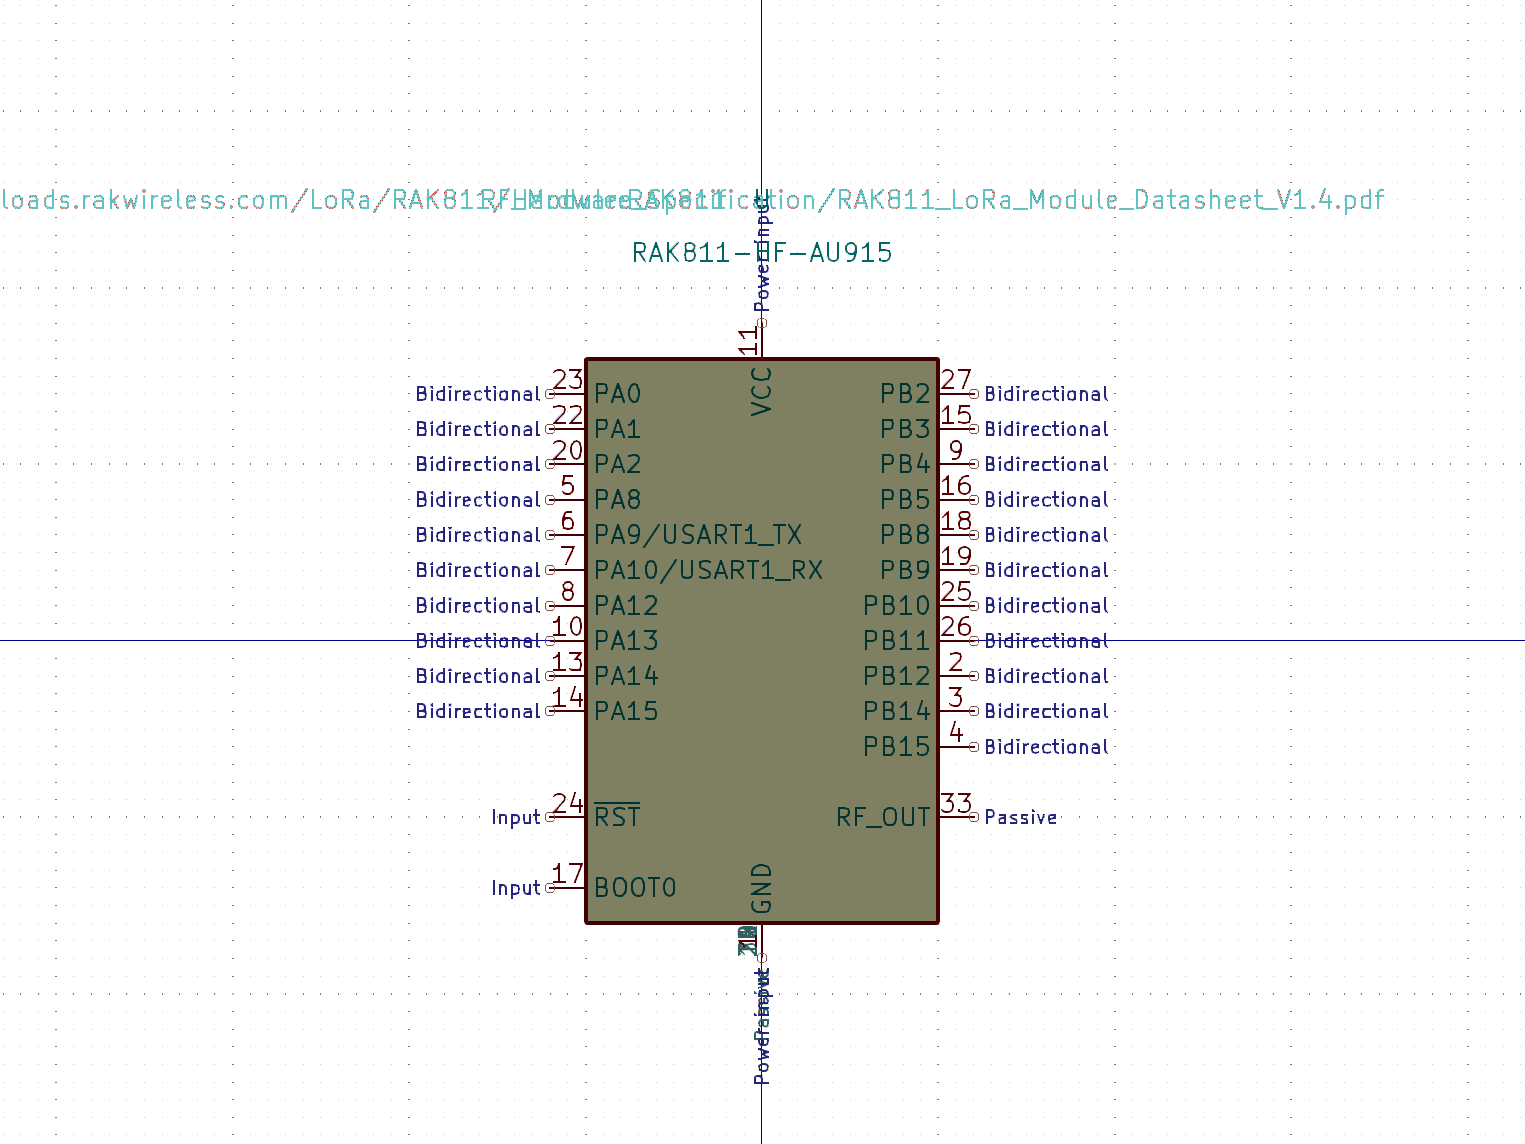 loads.rakwireless.com/LoRa/RAK811/Hardware_Specification/RAK811_LoRa_Module_Datasheet_V1.4.pdf
RF_Module:RAK811
RAK811-HF-AU915
Power input
11
VCC
Bidirectional 23 PA0 PB2 27 Bidirectional
Bidirectional 22 PA1 PB3 15 Bidirectional
Bidirectional 20 PA2 PB4 9 Bidirectional
Bidirectional 5 PA8 PB5 16 Bidirectional
Bidirectional 6 PA9/USART1_TX PB8 18 Bidirectional
Bidirectional 7 PA10/USART1_RX PB9 19 Bidirectional
Bidirectional 8 PA12 PB10 25 Bidirectional
Bidirectional 10 PA13 PB11 26 Bidirectional
Bidirectional 13 PA14 PB12 2 Bidirectional
Bidirectional 14 PA15 PB14 3 Bidirectional
PB15 4 Bidirectional
Input 24 RST RF_OUT 33 Passive
Input 17 BOOT0
GND
Power input
Passive